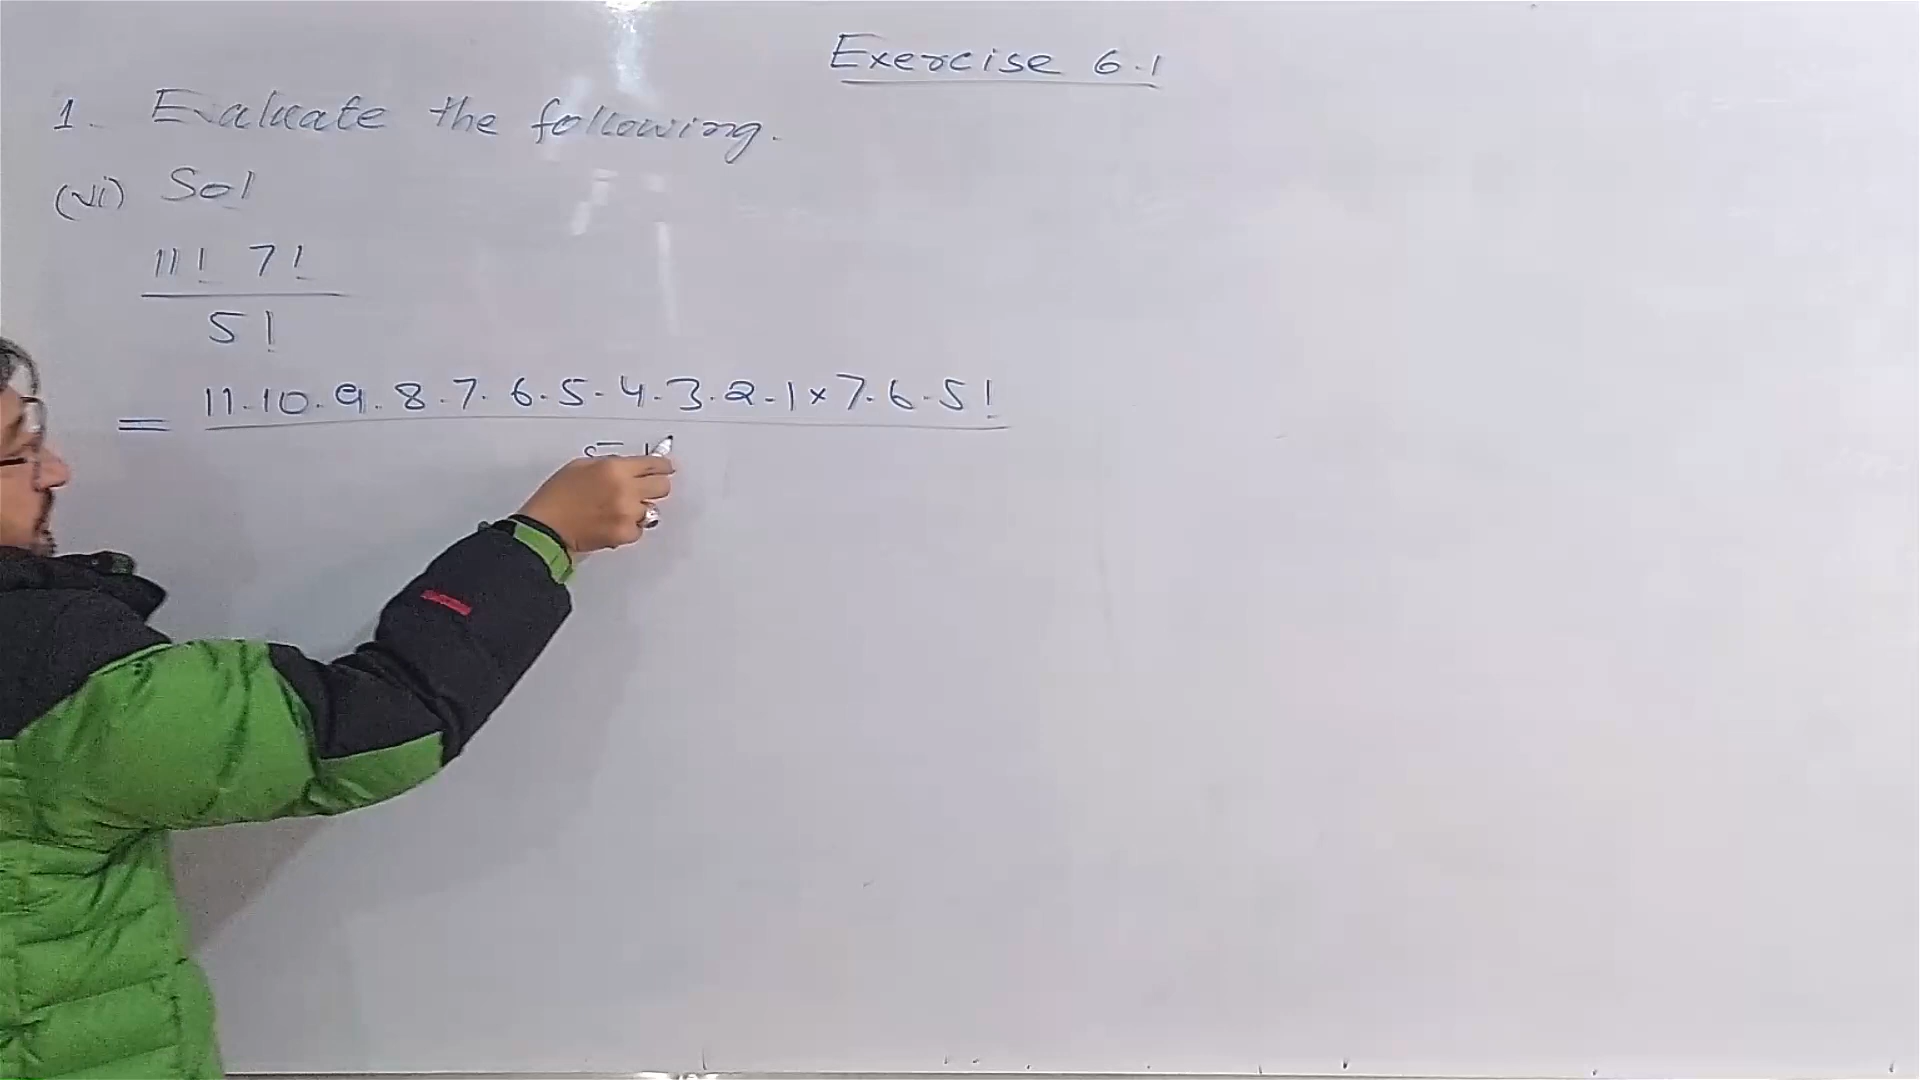 Exercise 6.1
1. Evaluate the following.
(vi) Sol
11! 7!
5!
= 11.10.9.8.7.6.5.4.3.2.1×7.6.5!
5!